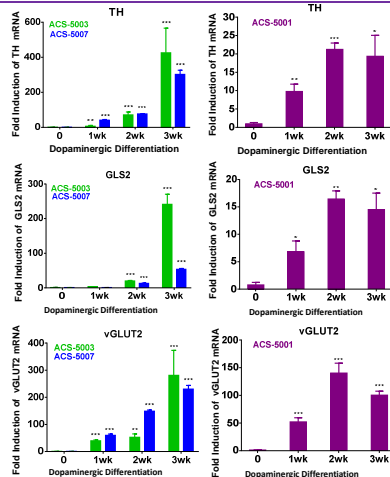 TH
ACS-5003
ACS-5007
Fold Induction of TH mRNA
600
400
200
0
** ***
*** ***
*** ***
0 1wk 2wk 3wk
Dopaminergic Differentiation
TH
ACS-5001
Fold Induction of TH mRNA
30
25
20
15
10
5
0
**
***
*
0 1wk 2wk 3wk
Dopaminergic Differentiation
GLS2
ACS-5003
ACS-5007
Fold Induction of GLS2 mRNA
300
200
100
0
*** ***
*** ***
0 1wk 2wk 3wk
Dopaminergic Differentiation
GLS2
ACS-5001
Fold Induction of GLS2 mRNA
20
15
10
5
0
*
**
*
0 1wk 2wk 3wk
Dopaminergic Differentiation
vGLUT2
ACS-5003
ACS-5007
Fold Induction of vGLUT2 mRNA
400
300
200
100
0
*** ***
** ***
*** ***
0 1wk 2wk 3wk
Dopaminergic Differentiation
vGLUT2
ACS-5001
Fold Induction of vGLUT2 mRNA
200
150
100
50
0
***
***
***
0 1wk 2wk 3wk
Dopaminergic Differentiation